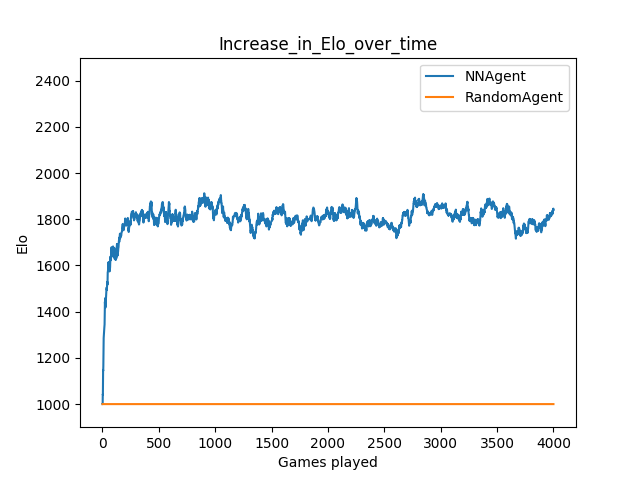 Increase_in_Elo_over_time
NNAgent
RandomAgent
2400
2200
2000
1800
1600
1400
1200
1000
Elo
0 500 1000 1500 2000 2500 3000 3500 4000
Games played